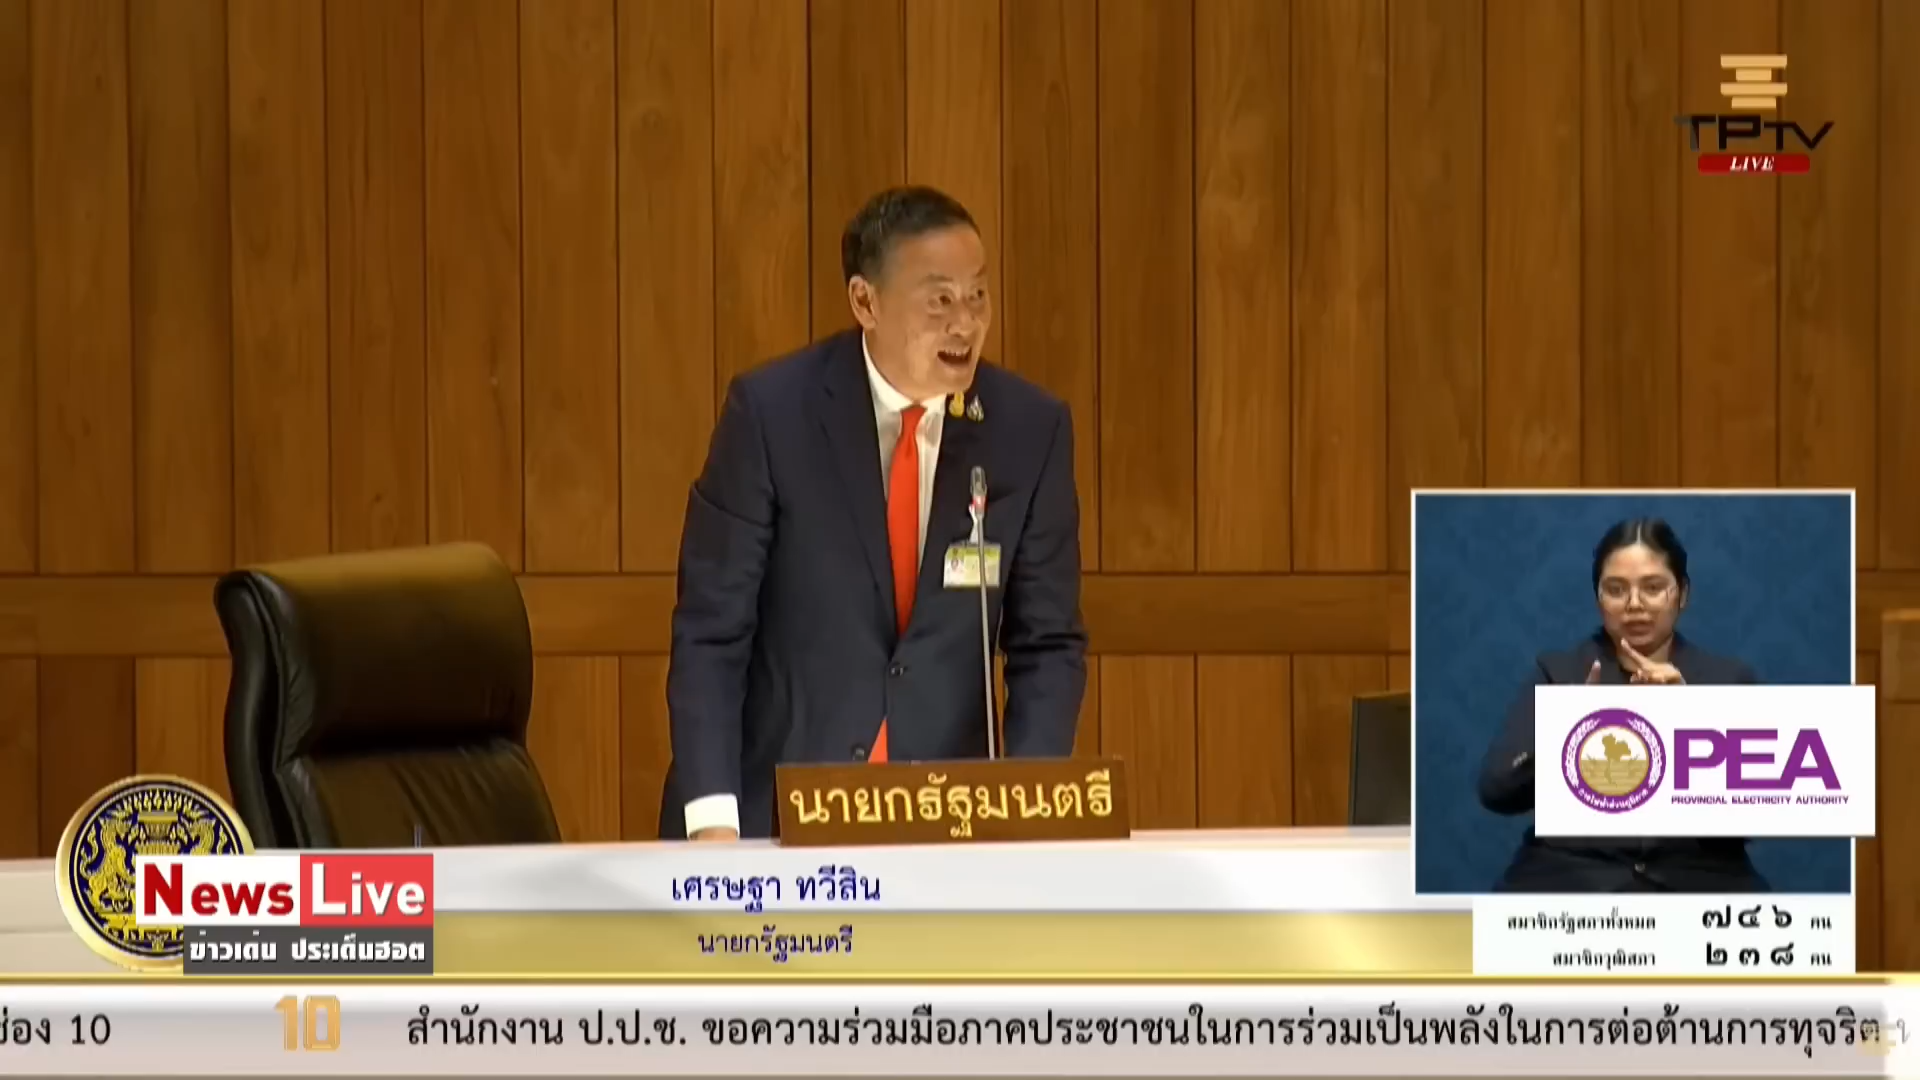 TPTV
LIVE
PEA
PROVINCIAL ELECTRICITY AUTHORITY
นายกรัฐมนตรี
เศรษฐา ทวีสิน
นายกรัฐมนตรี
News Live
ข่าวเด่น ประเด็นฮอต
สมาชิกรัฐสภาทั้งหมด ๗๔๖ คน
สมาชิกวุฒิสภา ๒๓๘ คน
ช่อง 10
10
สำนักงาน ป.ป.ช. ขอความร่วมมือภาคประชาชนในการร่วมเป็นพลังในการต่อต้านการทุจริต